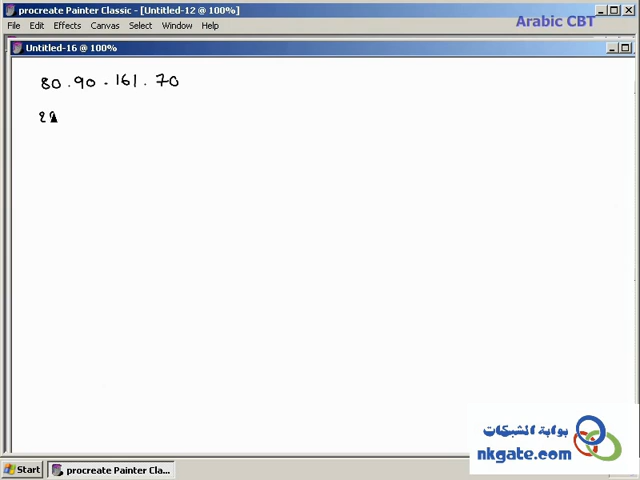 procreate Painter Classic - [Untitled-12 @ 100%]
Arabic CBT
File Edit Effects Canvas Select Window Help
Untitled-16 @ 100%
80.90.161.70
بوابة الشبكات
nkgate.com
Start procreate Painter Cla...